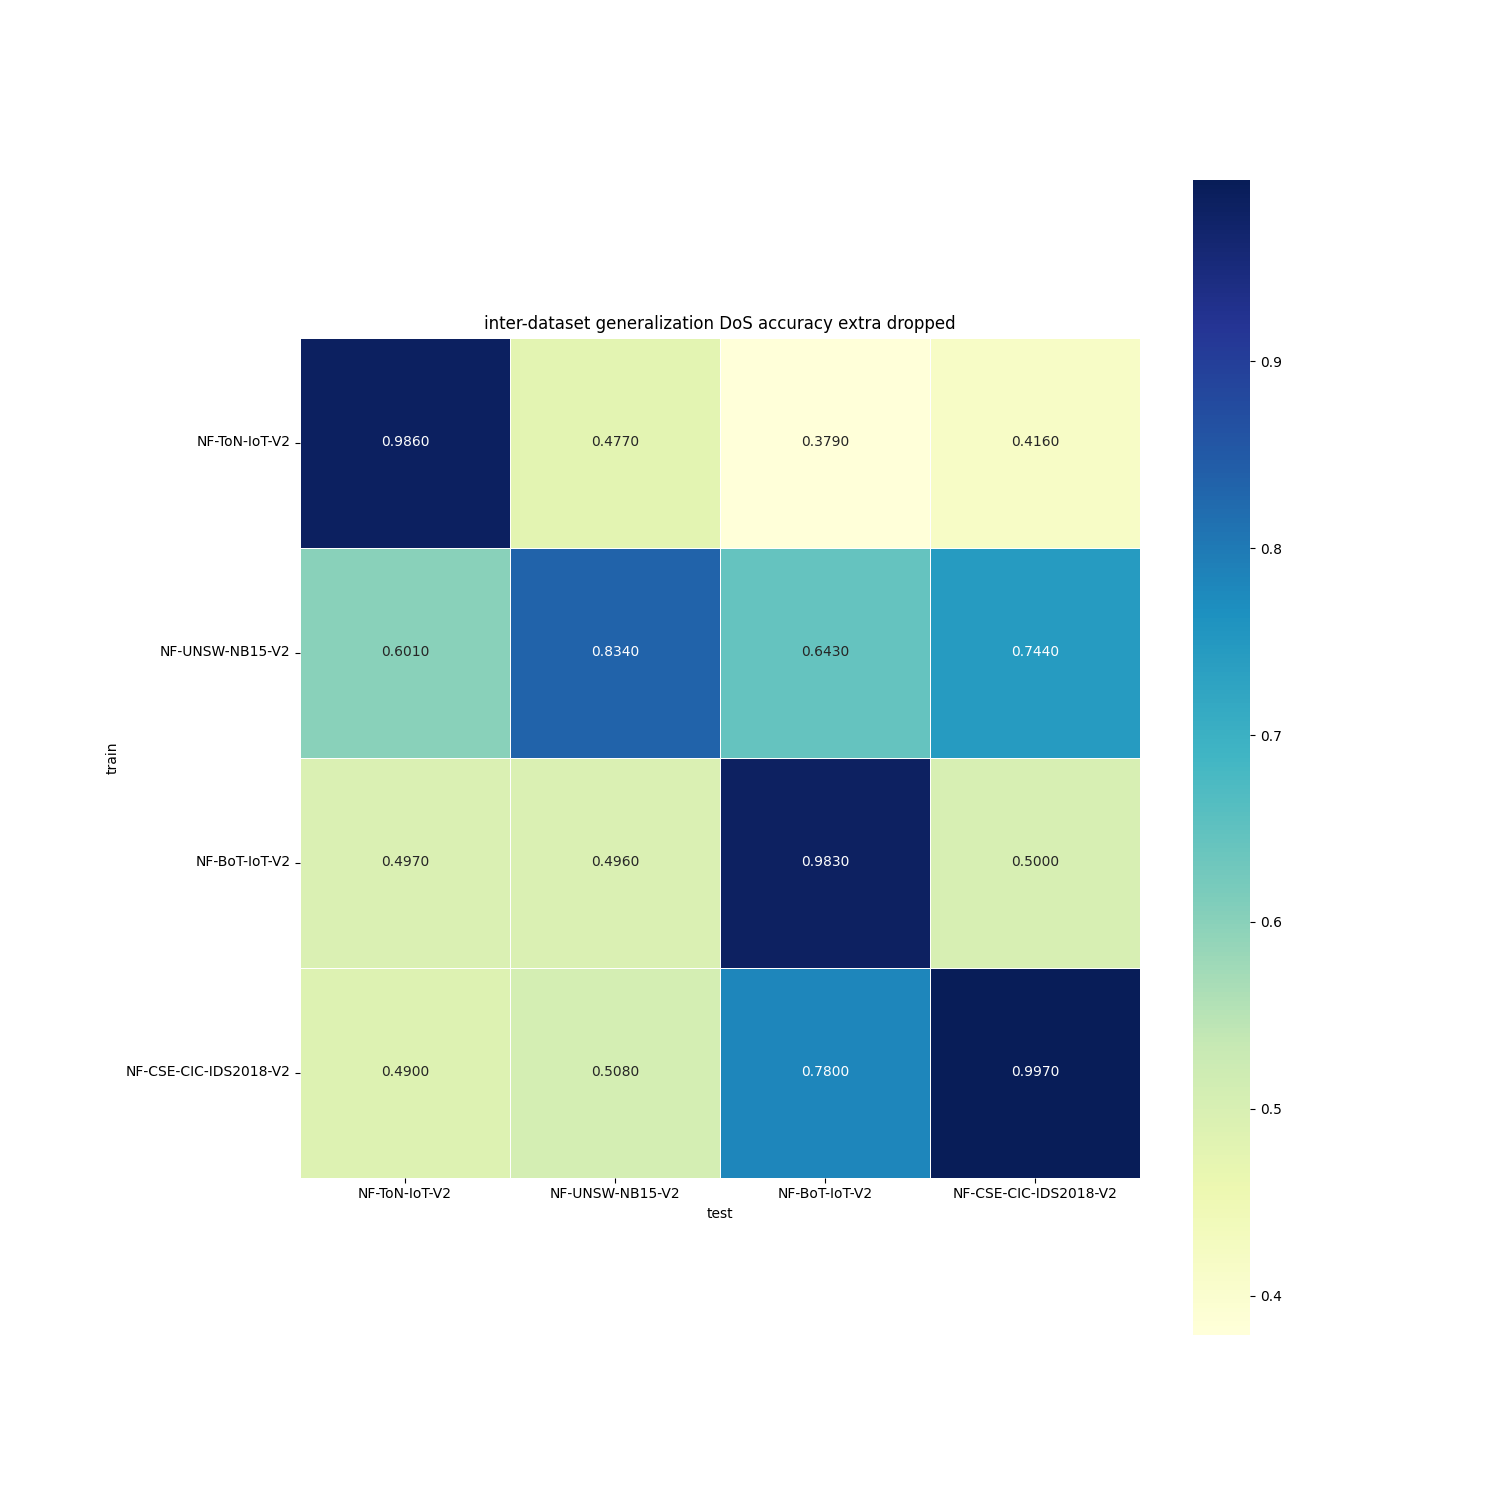 inter-dataset generalization DoS accuracy extra dropped
NF-ToN-IoT-V2
0.9860 0.4770 0.3790 0.4160
NF-UNSW-NB15-V2
0.6010 0.8340 0.6430 0.7440
train
NF-BoT-IoT-V2
0.4970 0.4960 0.9830 0.5000
NF-CSE-CIC-IDS2018-V2
0.4900 0.5080 0.7800 0.9970
NF-ToN-IoT-V2 NF-UNSW-NB15-V2 NF-BoT-IoT-V2 NF-CSE-CIC-IDS2018-V2
test
0.9
0.8
0.7
0.6
0.5
0.4